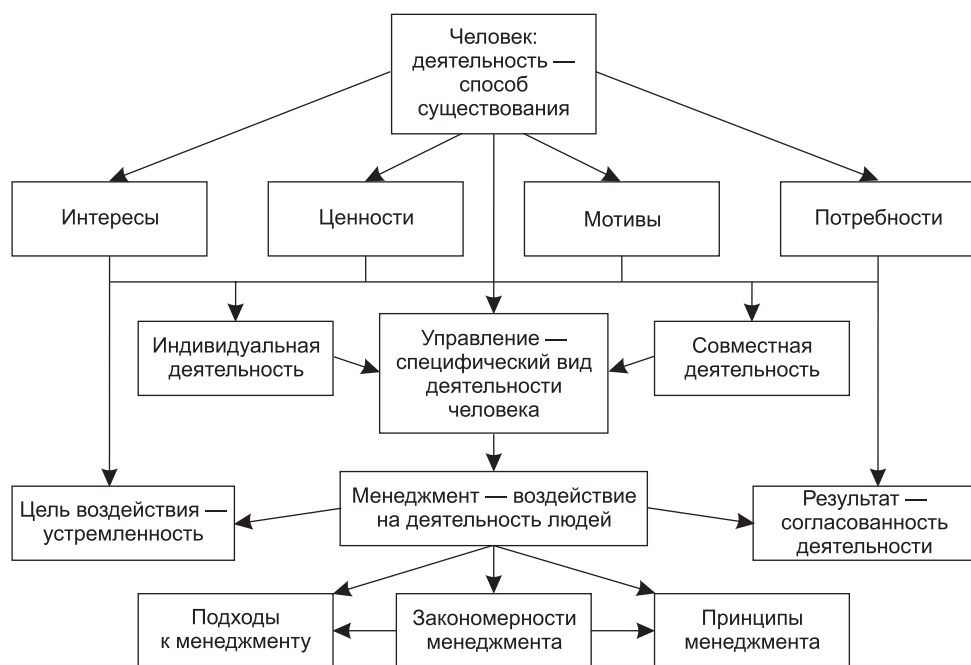 Человек:
деятельность —
способ
существования
Интересы
Ценности
Мотивы
Потребности
Индивидуальная
деятельность
Управление —
специфический вид
деятельности
человека
Совместная
деятельность
Цель воздействия —
устремленность
Менеджмент — воздействие
на деятельность людей
Результат —
согласованность
деятельности
Подходы
к менеджменту
Закономерности
менеджмента
Принципы
менеджмента